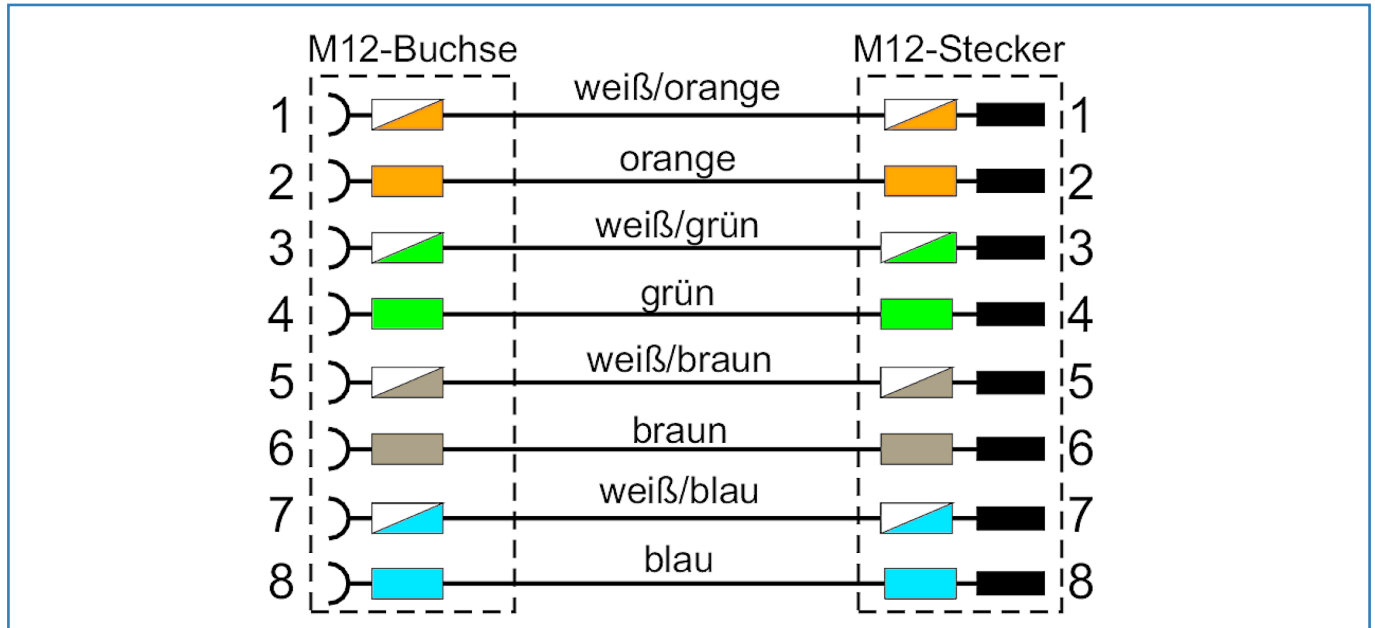 M12-Buchse M12-Stecker
1 weiß/orange 1
2 orange 2
3 weiß/grün 3
4 grün 4
5 weiß/braun 5
6 braun 6
7 weiß/blau 7
8 blau 8